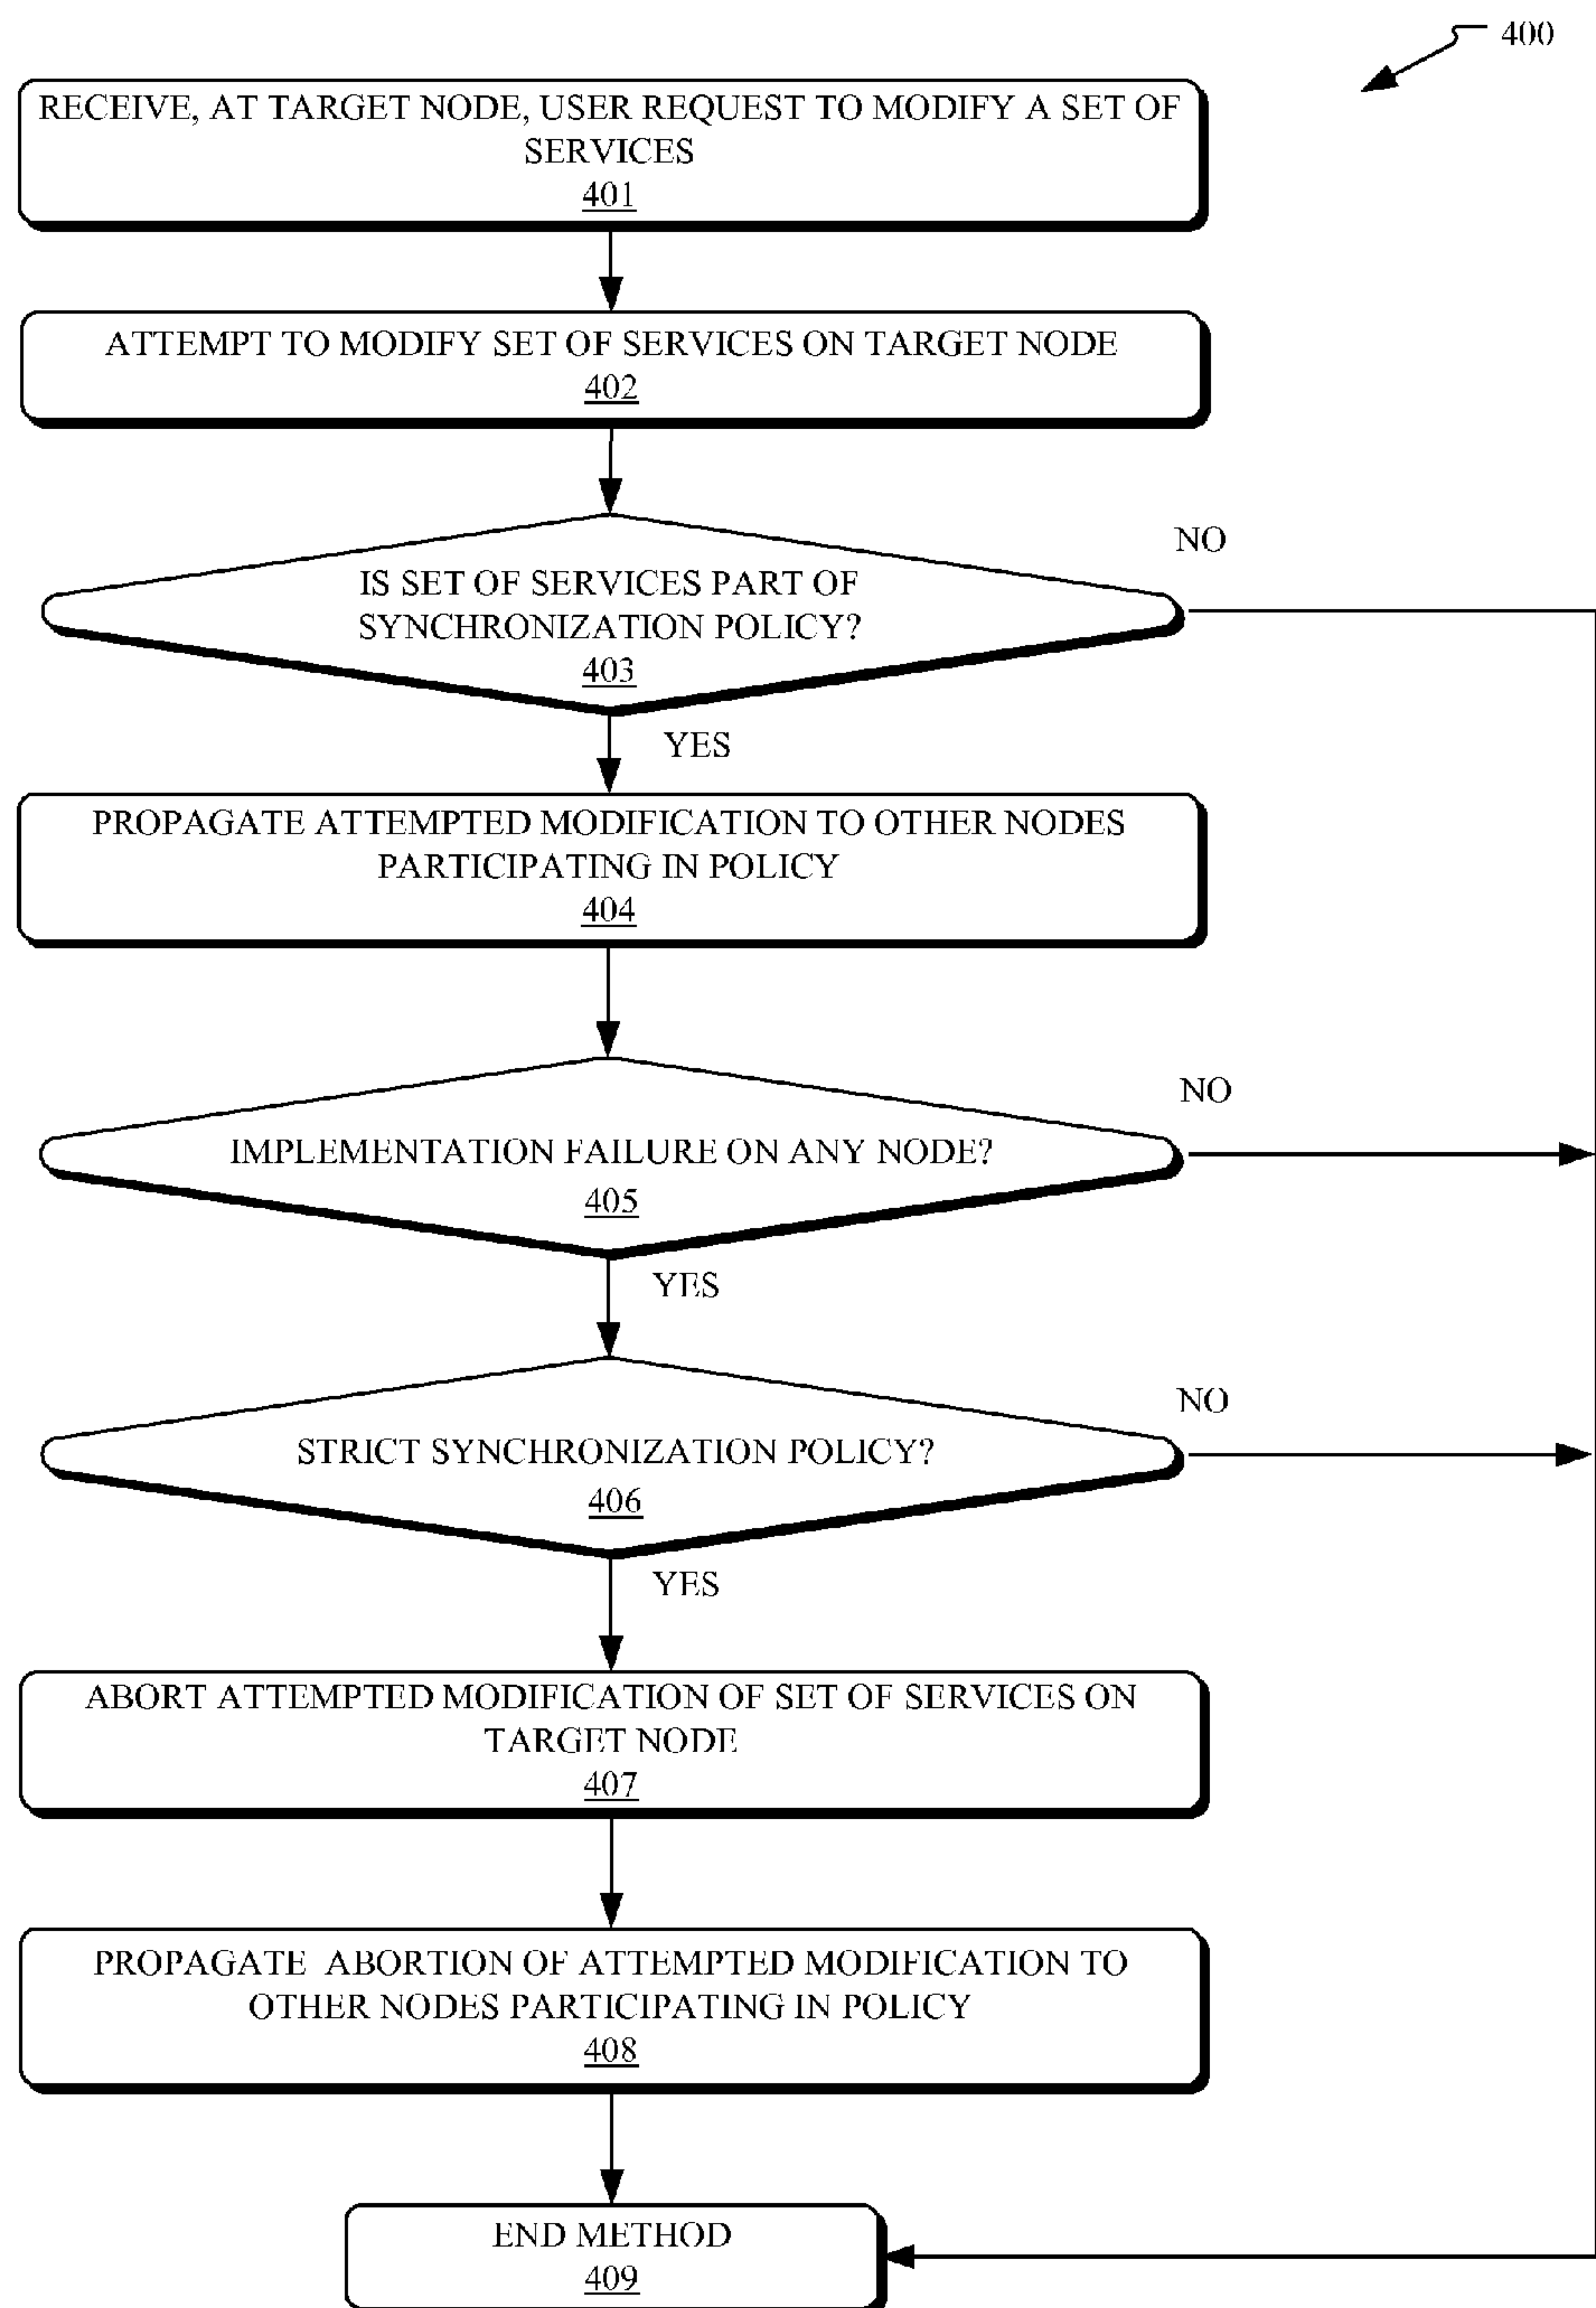 400
RECEIVE, AT TARGET NODE, USER REQUEST TO MODIFY A SET OF
SERVICES
401
ATTEMPT TO MODIFY SET OF SERVICES ON TARGET NODE
402
NO
IS SET OF SERVICES PART OF
SYNCHRONIZATION POLICY?
403
YES
PROPAGATE ATTEMPTED MODIFICATION TO OTHER NODES
PARTICIPATING IN POLICY
404
NO
IMPLEMENTATION FAILURE ON ANY NODE?
405
YES
NO
STRICT SYNCHRONIZATION POLICY?
406
YES
ABORT ATTEMPTED MODIFICATION OF SET OF SERVICES ON
TARGET NODE
407
PROPAGATE ABORTION OF ATTEMPTED MODIFICATION TO
OTHER NODES PARTICIPATING IN POLICY
408
END METHOD
409